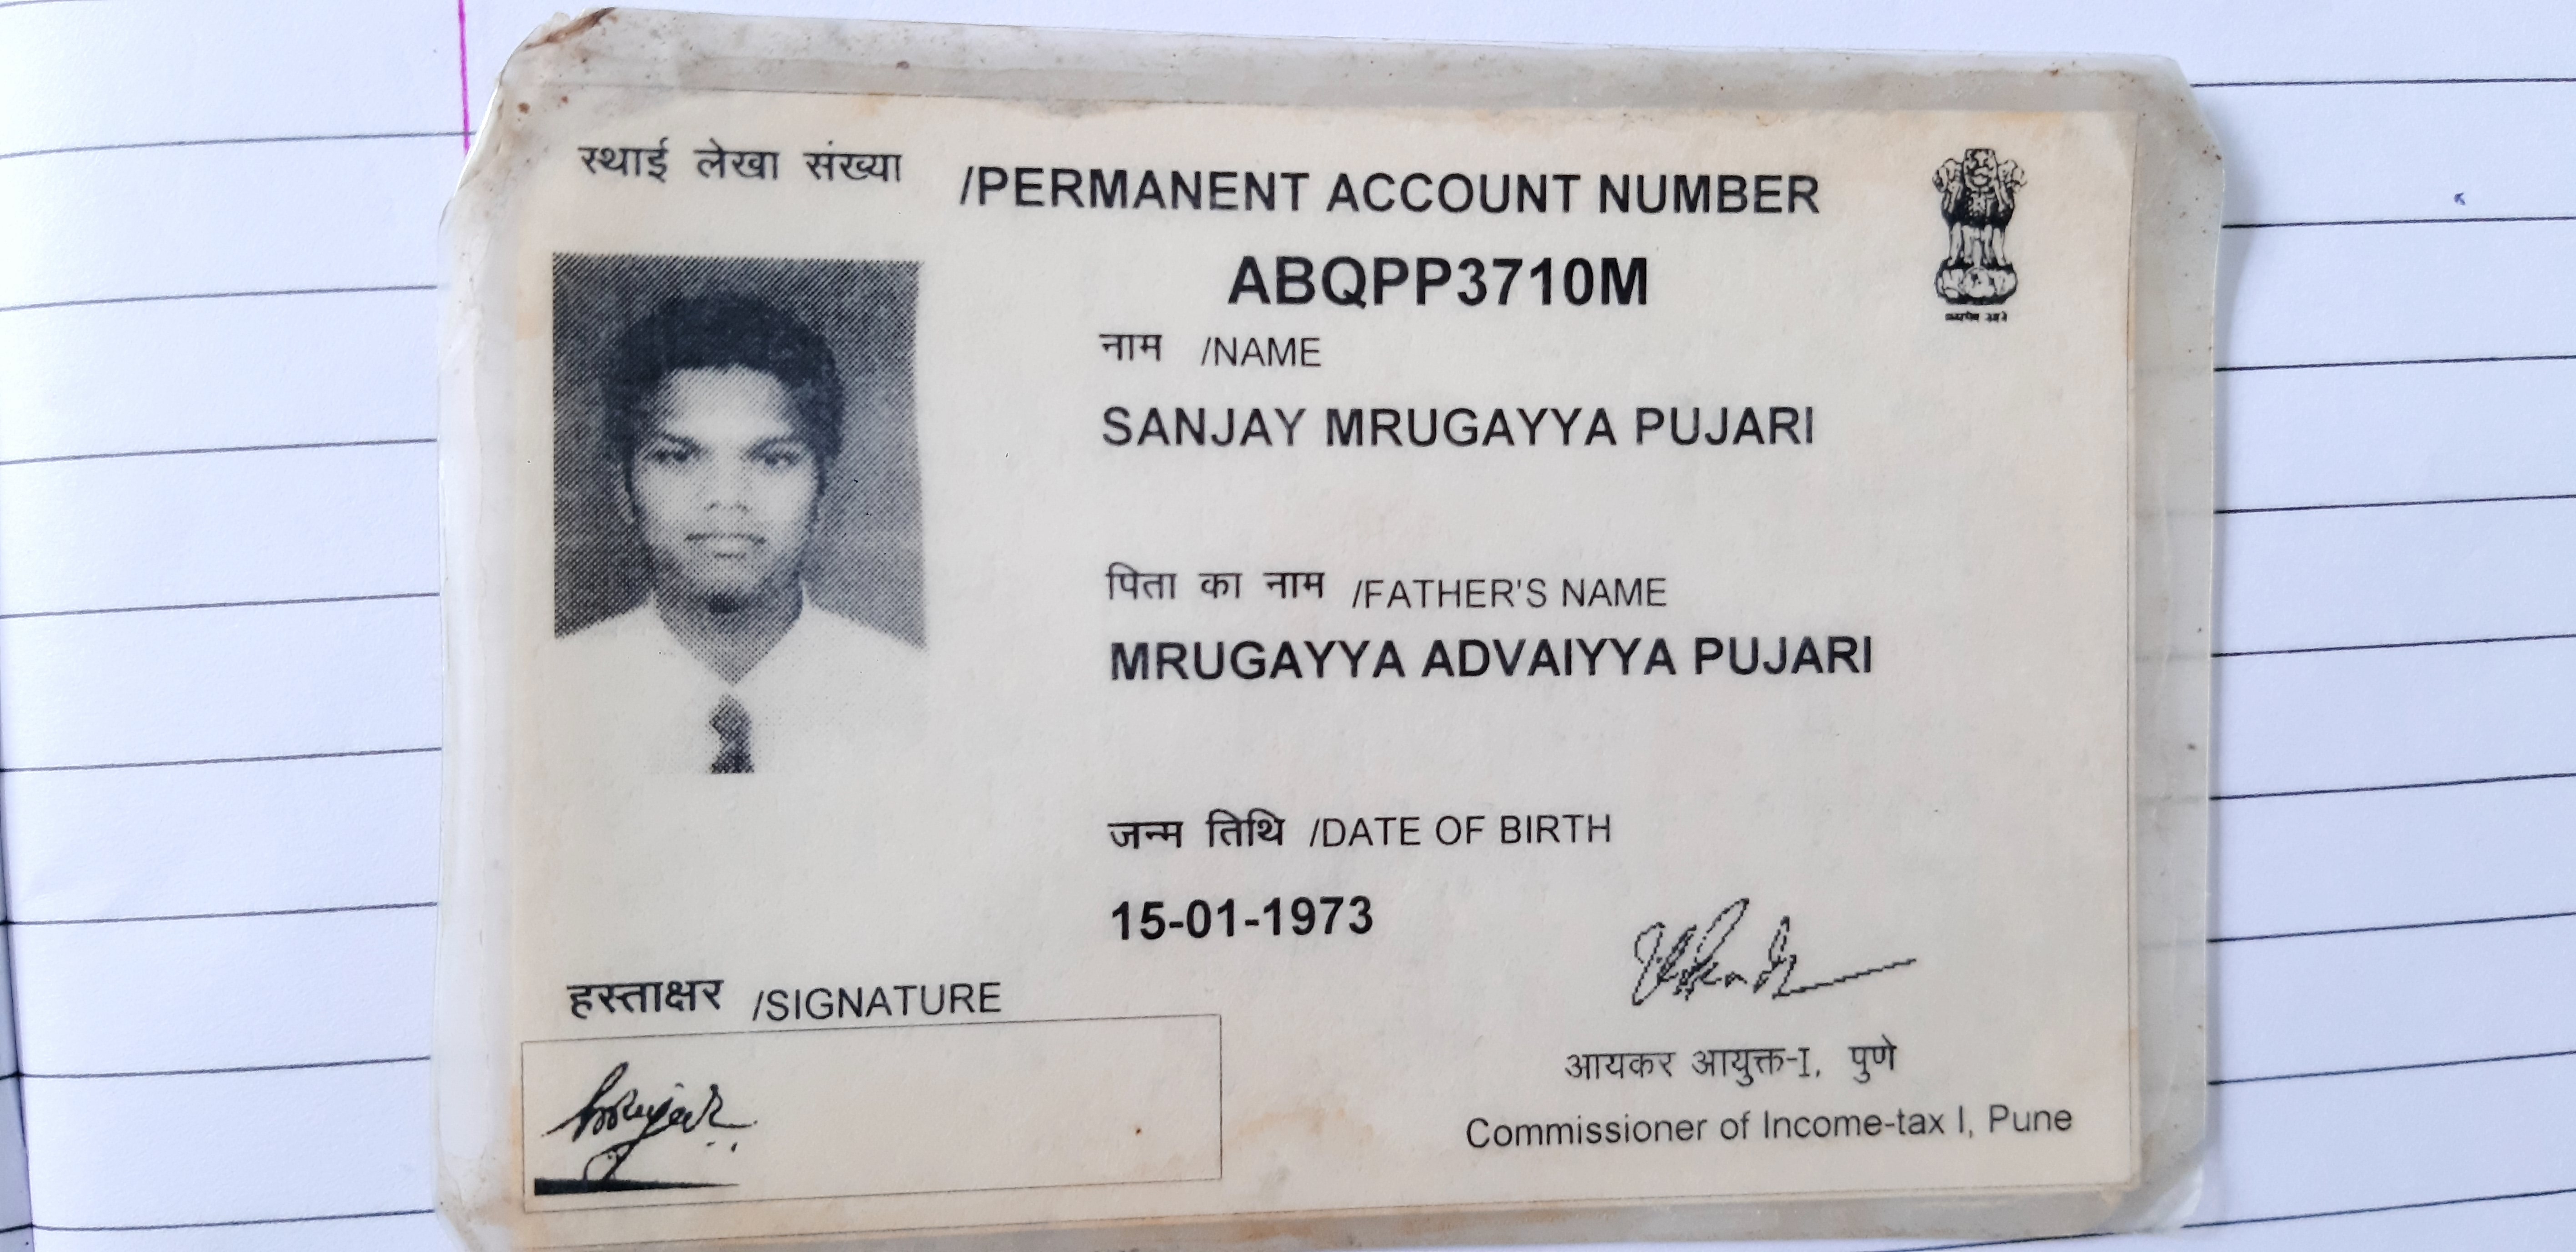 स्थाई लेखा संख्या /PERMANENT ACCOUNT NUMBER
ABQPP3710M
नाम /NAME
SANJAY MRUGAYYA PUJARI
पिता का नाम /FATHER'S NAME
MRUGAYYA ADVAIYYA PUJARI
जन्म तिथि /DATE OF BIRTH
15-01-1973
हस्ताक्षर /SIGNATURE
आयकर आयुक्त-I, पुणे
Commissioner of Income-tax I, Pune